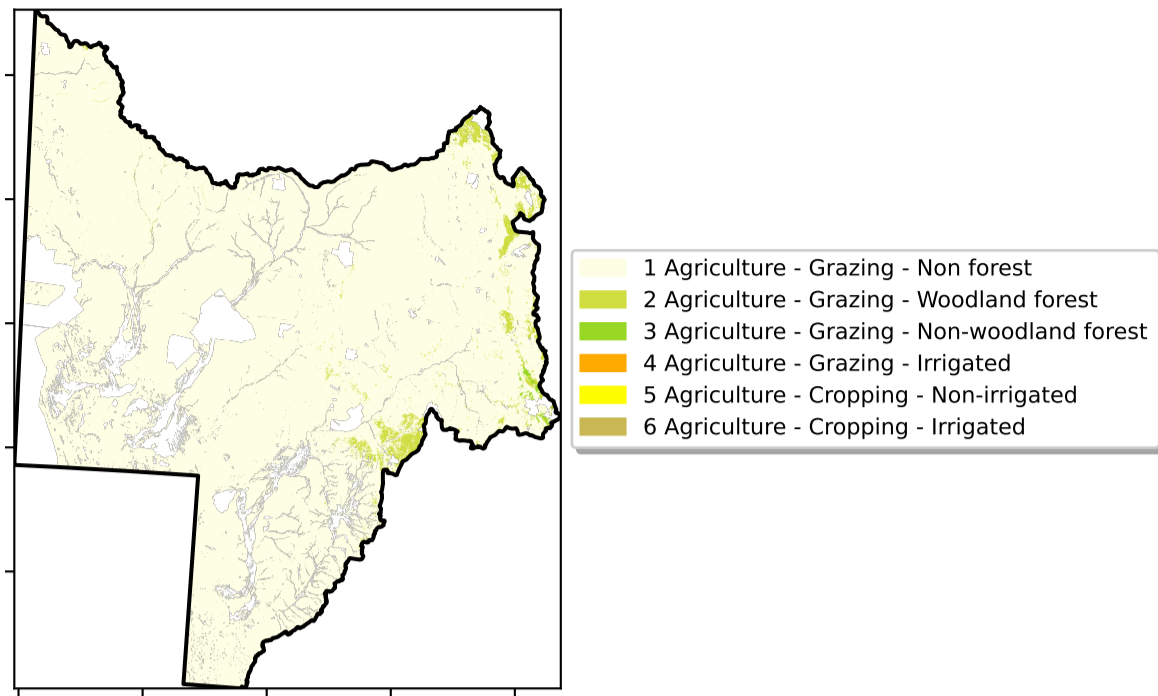 1 Agriculture - Grazing - Non forest
2 Agriculture - Grazing - Woodland forest
3 Agriculture - Grazing - Non-woodland forest
4 Agriculture - Grazing - Irrigated
5 Agriculture - Cropping - Non-irrigated
6 Agriculture - Cropping - Irrigated